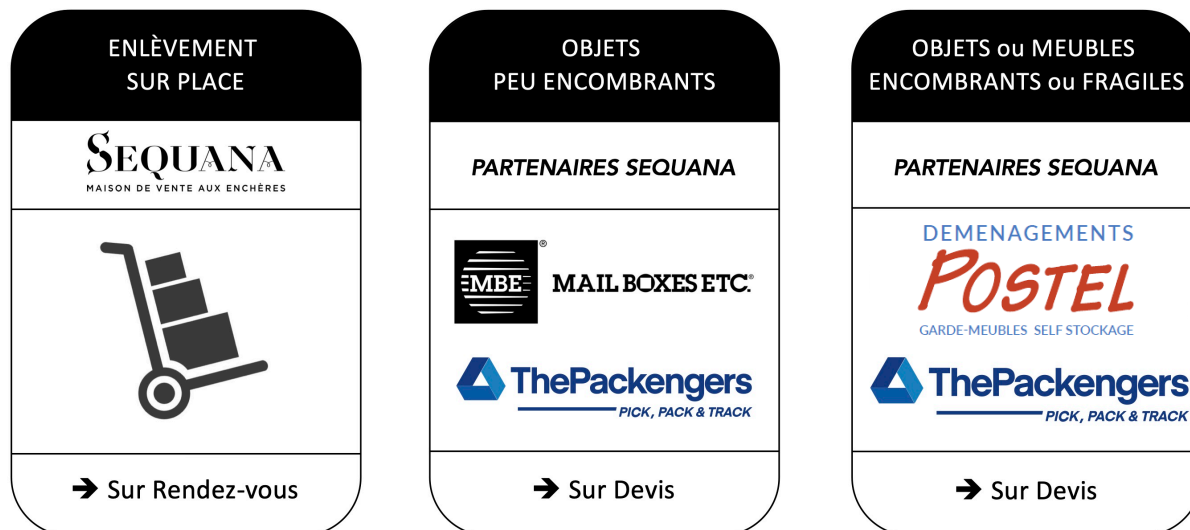 ENLÈVEMENT
SUR PLACE
SEQUANA
MAISON DE VENTE AUX ENCHÈRES
➔ Sur Rendez-vous
OBJETS
PEU ENCOMBRANTS
PARTENAIRES SEQUANA
MBE® MAIL BOXES ETC.®
ThePackengers
PICK, PACK & TRACK
➔ Sur Devis
OBJETS ou MEUBLES
ENCOMBRANTS ou FRAGILES
PARTENAIRES SEQUANA
DEMENAGEMENTS
POSTEL
GARDE-MEUBLES SELF STOCKAGE
ThePackengers
PICK, PACK & TRACK
➔ Sur Devis